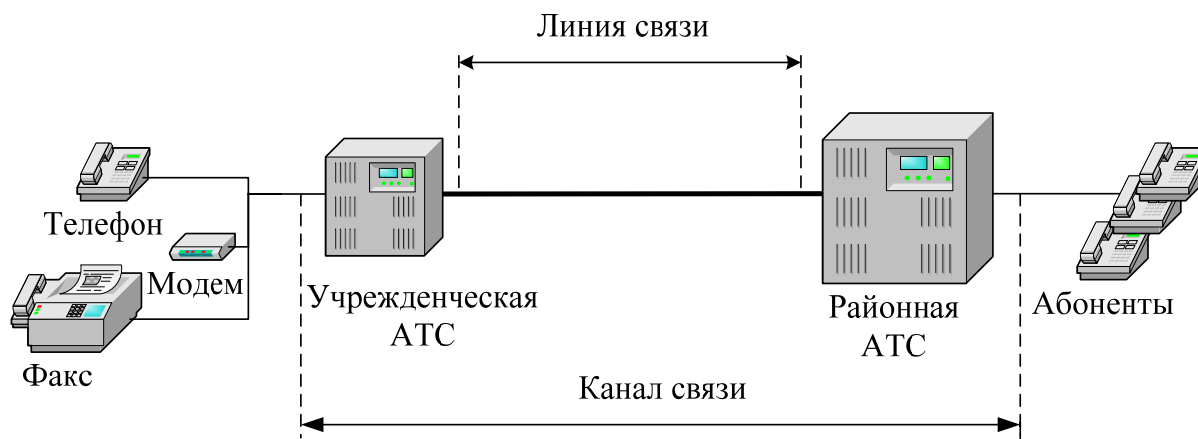 Линия связи
Телефон
Модем
Факс
Учрежденческая
АТС
Районная
АТС
Абоненты
Канал связи